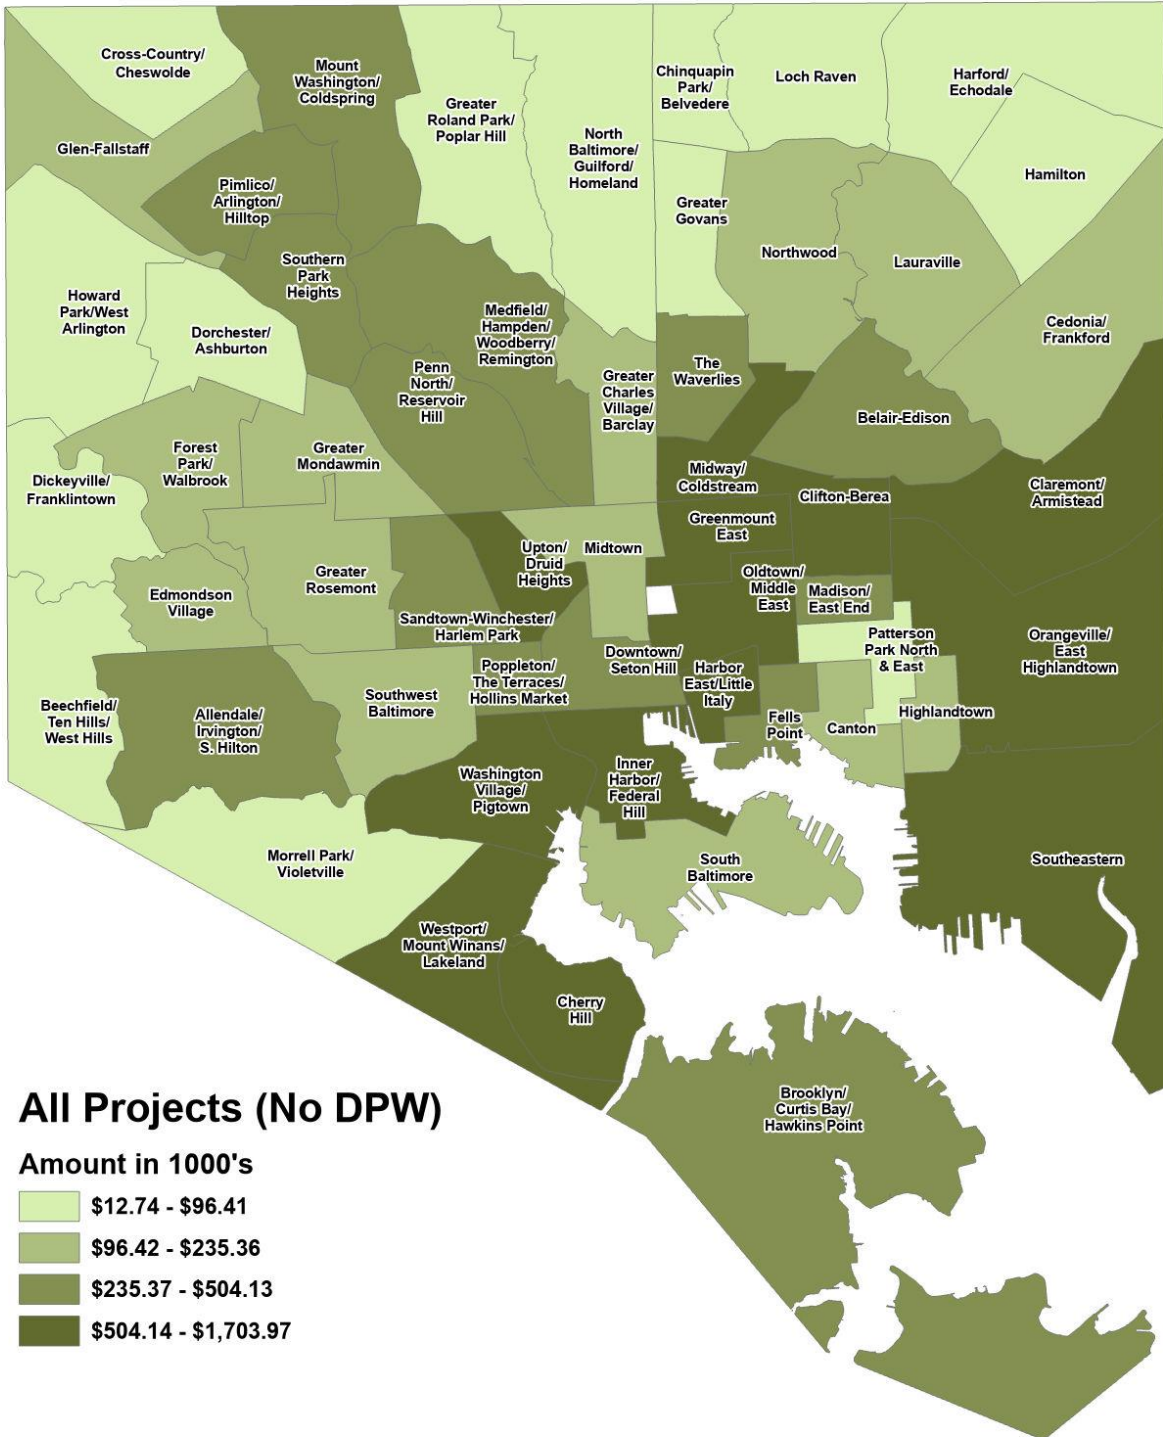 Cross-Country/
Cheswolde
Mount
Washington/
Coldspring
Greater
Roland Park/
Poplar Hill
North
Baltimore/
Guilford/
Homeland
Chinquapin
Park/
Belvedere
Loch Raven
Harford/
Echodale
Glen-Fallstaff
Hamilton
Pimlico/
Arlington/
Hilltop
Greater
Govans
Northwood
Lauraville
Southern
Park
Heights
Howard
Park/West
Arlington
Dorchester/
Ashburton
Medfield/
Hampden/
Woodberry/
Remington
Cedonia/
Frankford
Penn
North/
Reservoir
Hill
Greater
Charles
Village/
Barclay
The
Waverlies
Belair-Edison
Forest
Park/
Walbrook
Greater
Mondawmin
Dickeyville/
Franklintown
Midway/
Coldstream
Clifton-Berea
Claremont/
Armistead
Greenmount
East
Upton/
Druid
Heights
Midtown
Greater
Rosemont
Edmondson
Village
Oldtown/
Middle
East
Madison/
East End
Sandtown-Winchester/
Harlem Park
Patterson
Park North
& East
Orangeville/
East
Highlandtown
Downtown/
Seton Hill
Harbor
East/Little
Italy
Poppleton/
The Terraces/
Hollins Market
Southwest
Baltimore
Beechfield/
Ten Hills/
West Hills
Allendale/
Irvington/
S. Hilton
Fells
Point
Canton
Highlandtown
Washington
Village/
Pigtown
Inner
Harbor/
Federal
Hill
Morrell Park/
Violetville
South
Baltimore
Southeastern
Westport/
Mount Winans/
Lakeland
Cherry
Hill
Brooklyn/
Curtis Bay/
Hawkins Point
All Projects (No DPW)
Amount in 1000's
$12.74 - $96.41
$96.42 - $235.36
$235.37 - $504.13
$504.14 - $1,703.97